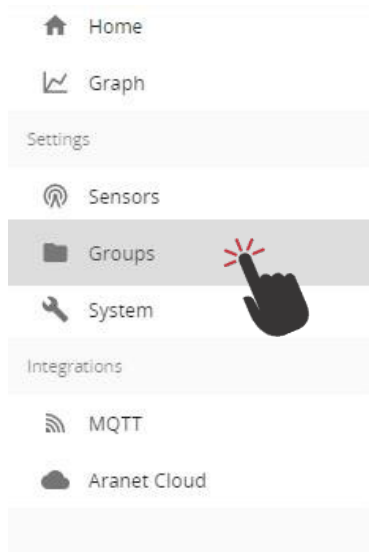 Home
Graph
Settings
Sensors
Groups
System
Integrations
MQTT
Aranet Cloud